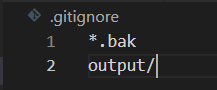 .gitignore
1 *.bak
2 output/